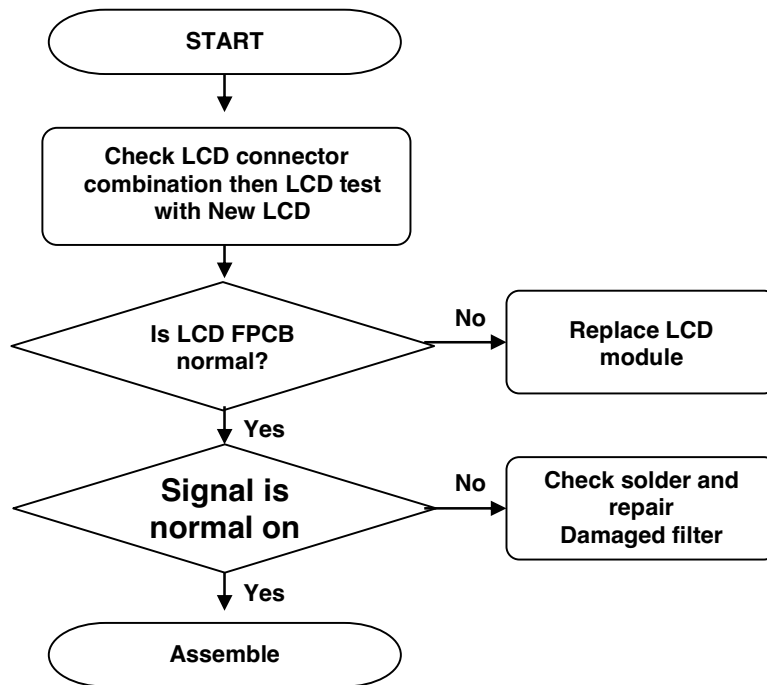 START
Check LCD connector
combination then LCD test
with New LCD
Is LCD FPCB
normal?
No
Replace LCD
module
Yes
Signal is
normal on
No
Check solder and
repair
Damaged filter
Yes
Assemble